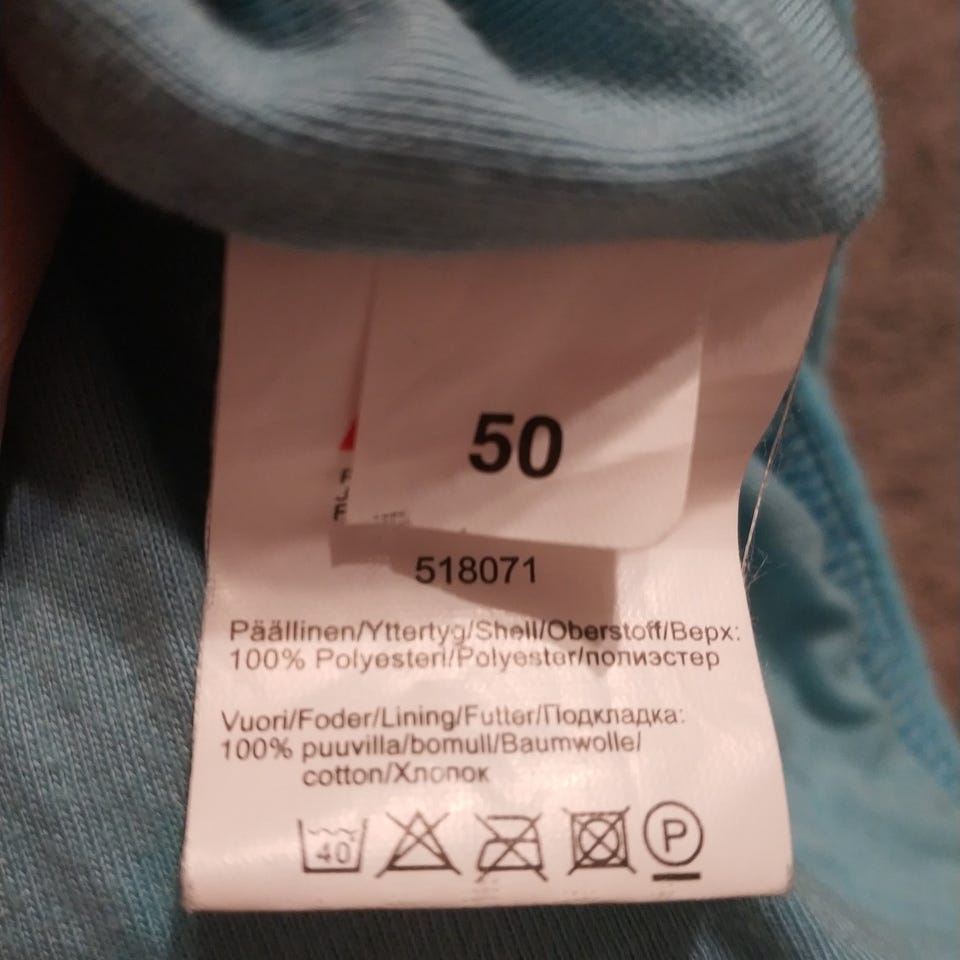 50
518071
Päällinen/Yttertyg/Shell/Oberstoff/Верх:
100% Polyesteri/Polyester/полиэстер
Vuori/Foder/Lining/Futter/Подкладка:
100% puuvilla/bomull/Baumwolle/
cotton/Хлопок
40 P